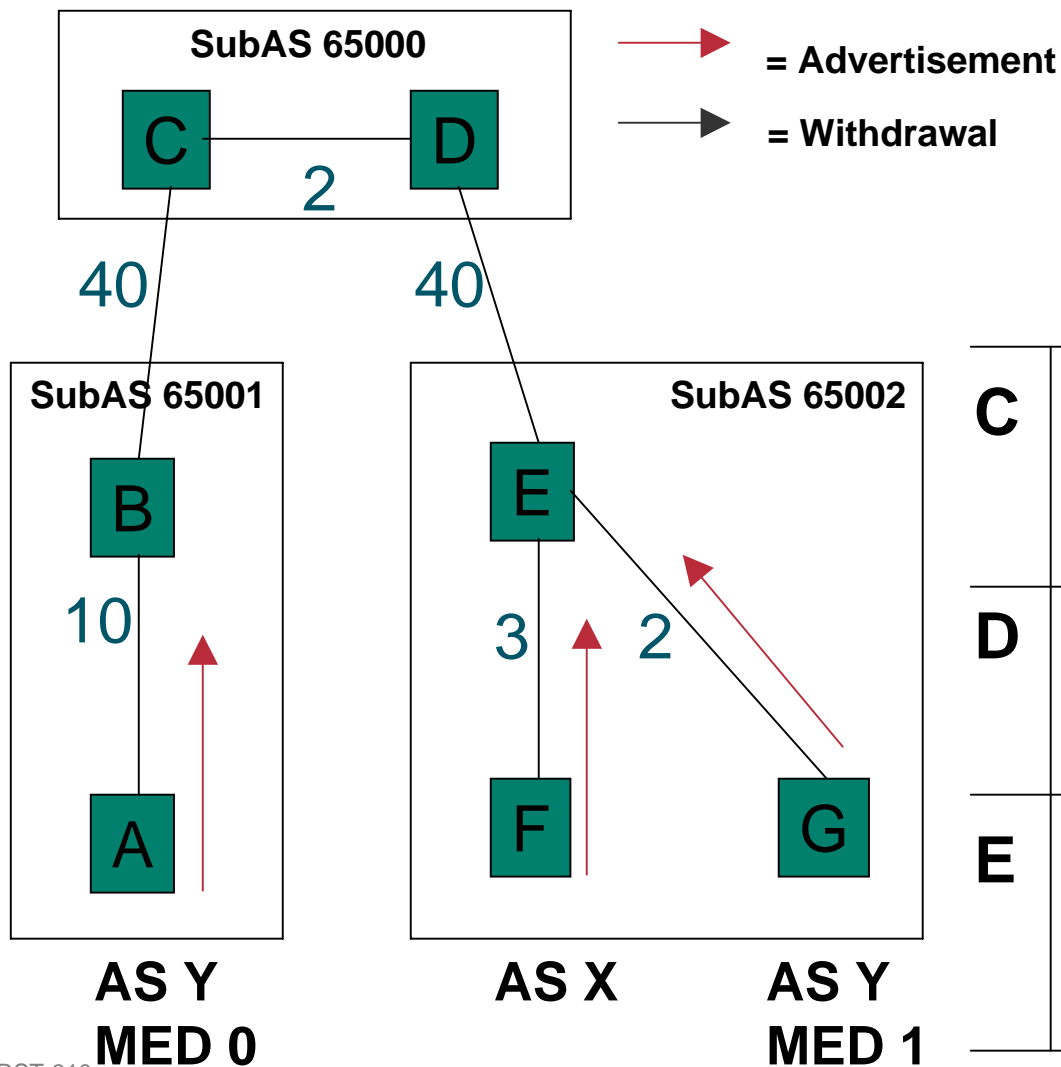 SubAS 65000
= Advertisement
= Withdrawal
C
D
2
40
40
SubAS 65001
SubAS 65002
C
B
E
10
3
2
D
A
F
G
E
AS Y
AS X
AS Y
MED 0
MED 1